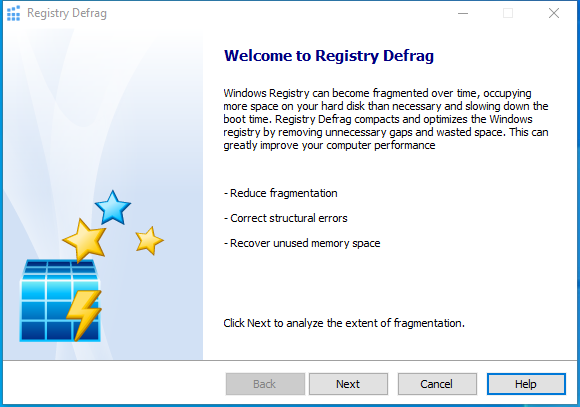 Registry Defrag
Welcome to Registry Defrag
Windows Registry can become fragmented over time, occupying
more space on your hard disk than necessary and slowing down the
boot time. Registry Defrag compacts and optimizes the Windows
registry by removing unnecessary gaps and wasted space. This can
greatly improve your computer performance
- Reduce fragmentation
- Correct structural errors
- Recover unused memory space
Click Next to analyze the extent of fragmentation.
Back Next Cancel Help